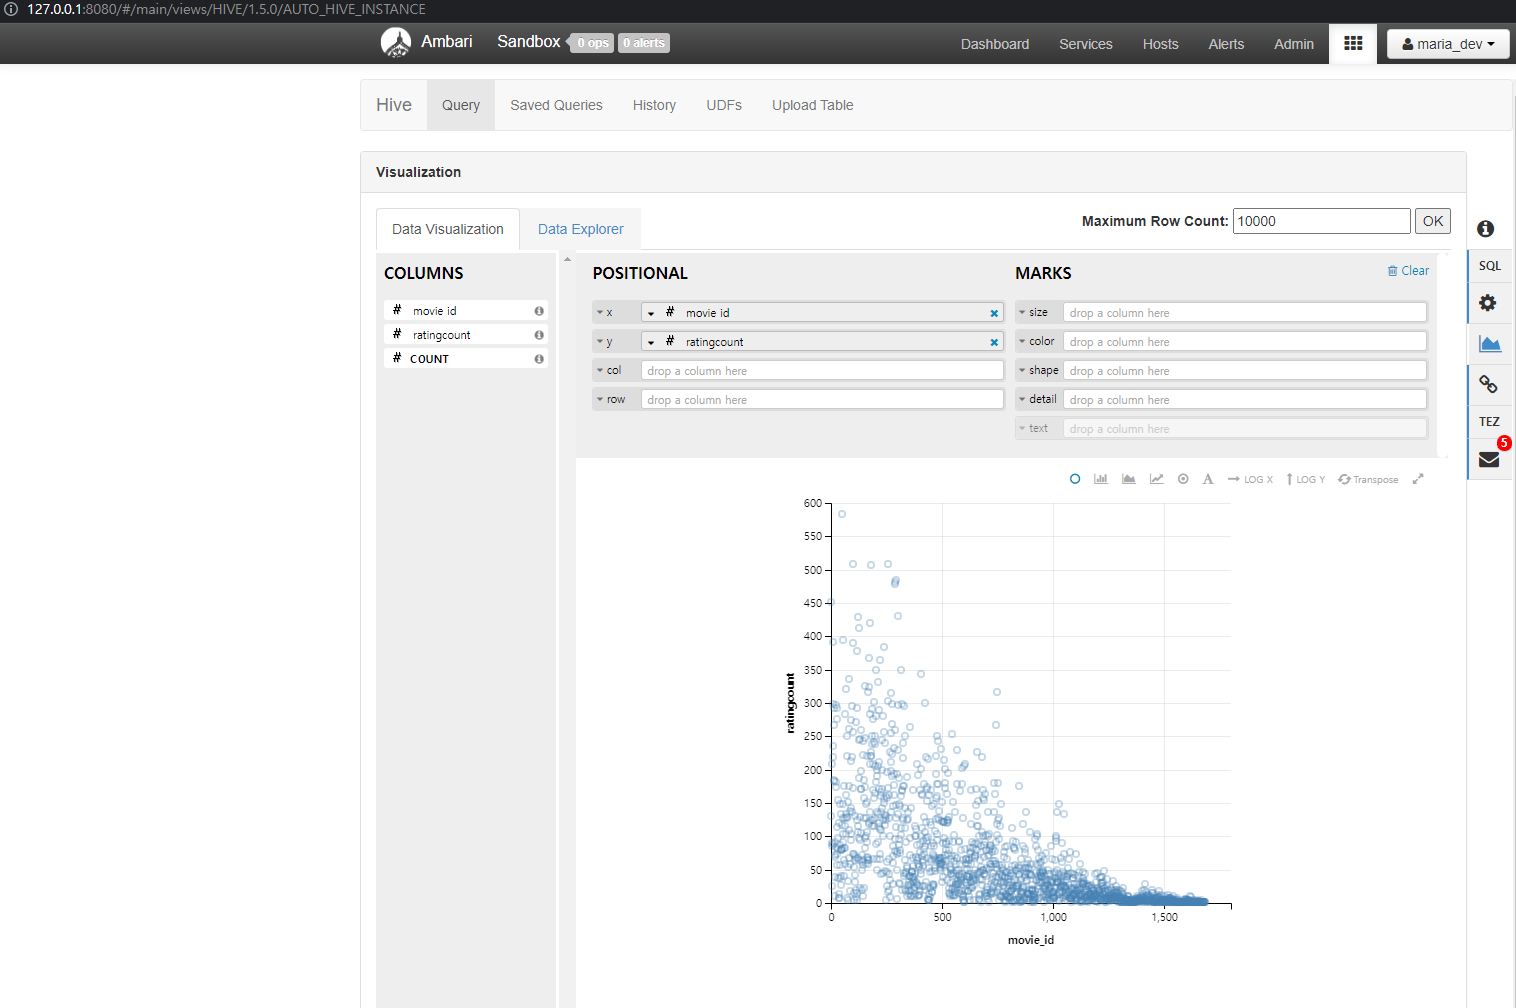 127.0.0.1:8080/#/main/views/HIVE/1.5.0/AUTO_HIVE_INSTANCE
Ambari Sandbox 0 ops 0 alerts Dashboard Services Hosts Alerts Admin maria_dev
Hive Query Saved Queries History UDFs Upload Table
Visualization
Data Visualization Data Explorer Maximum Row Count: 10000 OK
COLUMNS POSITIONAL MARKS Clear
# movie id
# ratingcount
# COUNT
x # movie id
y # ratingcount
col drop a column here
row drop a column here
size drop a column here
color drop a column here
shape drop a column here
detail drop a column here
text drop a column here
SQL
TEZ
5
A LOG X LOG Y Transpose
600
550
500
450
400
350
300
250
200
150
100
50
0
ratingcount
0 500 1,000 1,500
movie_id